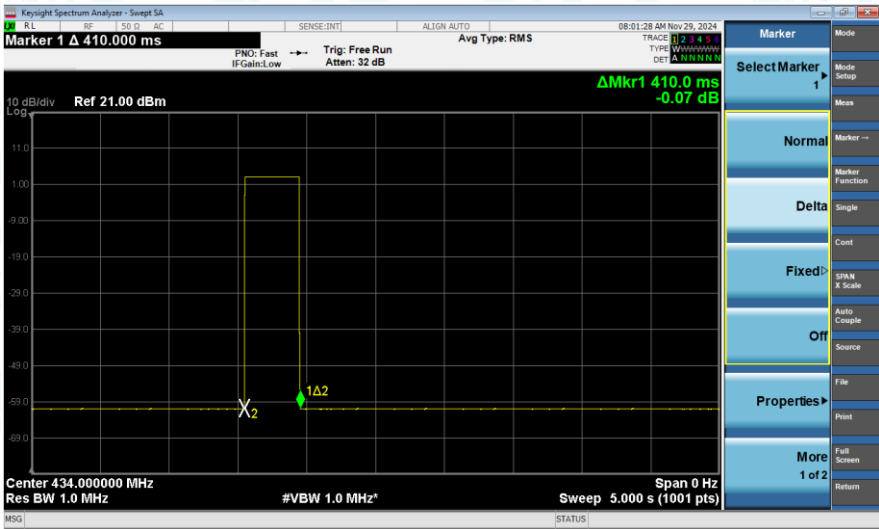 Keysight Spectrum Analyzer - Swept SA
RL RF 50 Ω AC SENSE:INT ALIGN AUTO 08:01:28 AM Nov 29, 2024
Marker 1 Δ 410.000 ms
PNO: Fast
IFGain:Low
Trig: Free Run
Atten: 32 dB
Avg Type: RMS
TRACE 1 2 3 4 5 6
TYPE W
DET A N N N N N
ΔMkr1 410.0 ms
-0.07 dB
10 dB/div Ref 21.00 dBm
Log
11.0
1.00
-9.00
-19.0
-29.0
-39.0
-49.0
-59.0
-69.0
X2
1Δ2
Center 434.000000 MHz Span 0 Hz
Res BW 1.0 MHz #VBW 1.0 MHz* Sweep 5.000 s (1001 pts)
MSG STATUS
Marker
Select Marker
1
Normal
Delta
Fixed
Off
Properties
More
1 of 2
Mode
Mode
Setup
Meas
Marker →
Marker
Function
Single
Cont
SPAN
X Scale
Auto
Couple
Source
File
Print
Full
Screen
Return